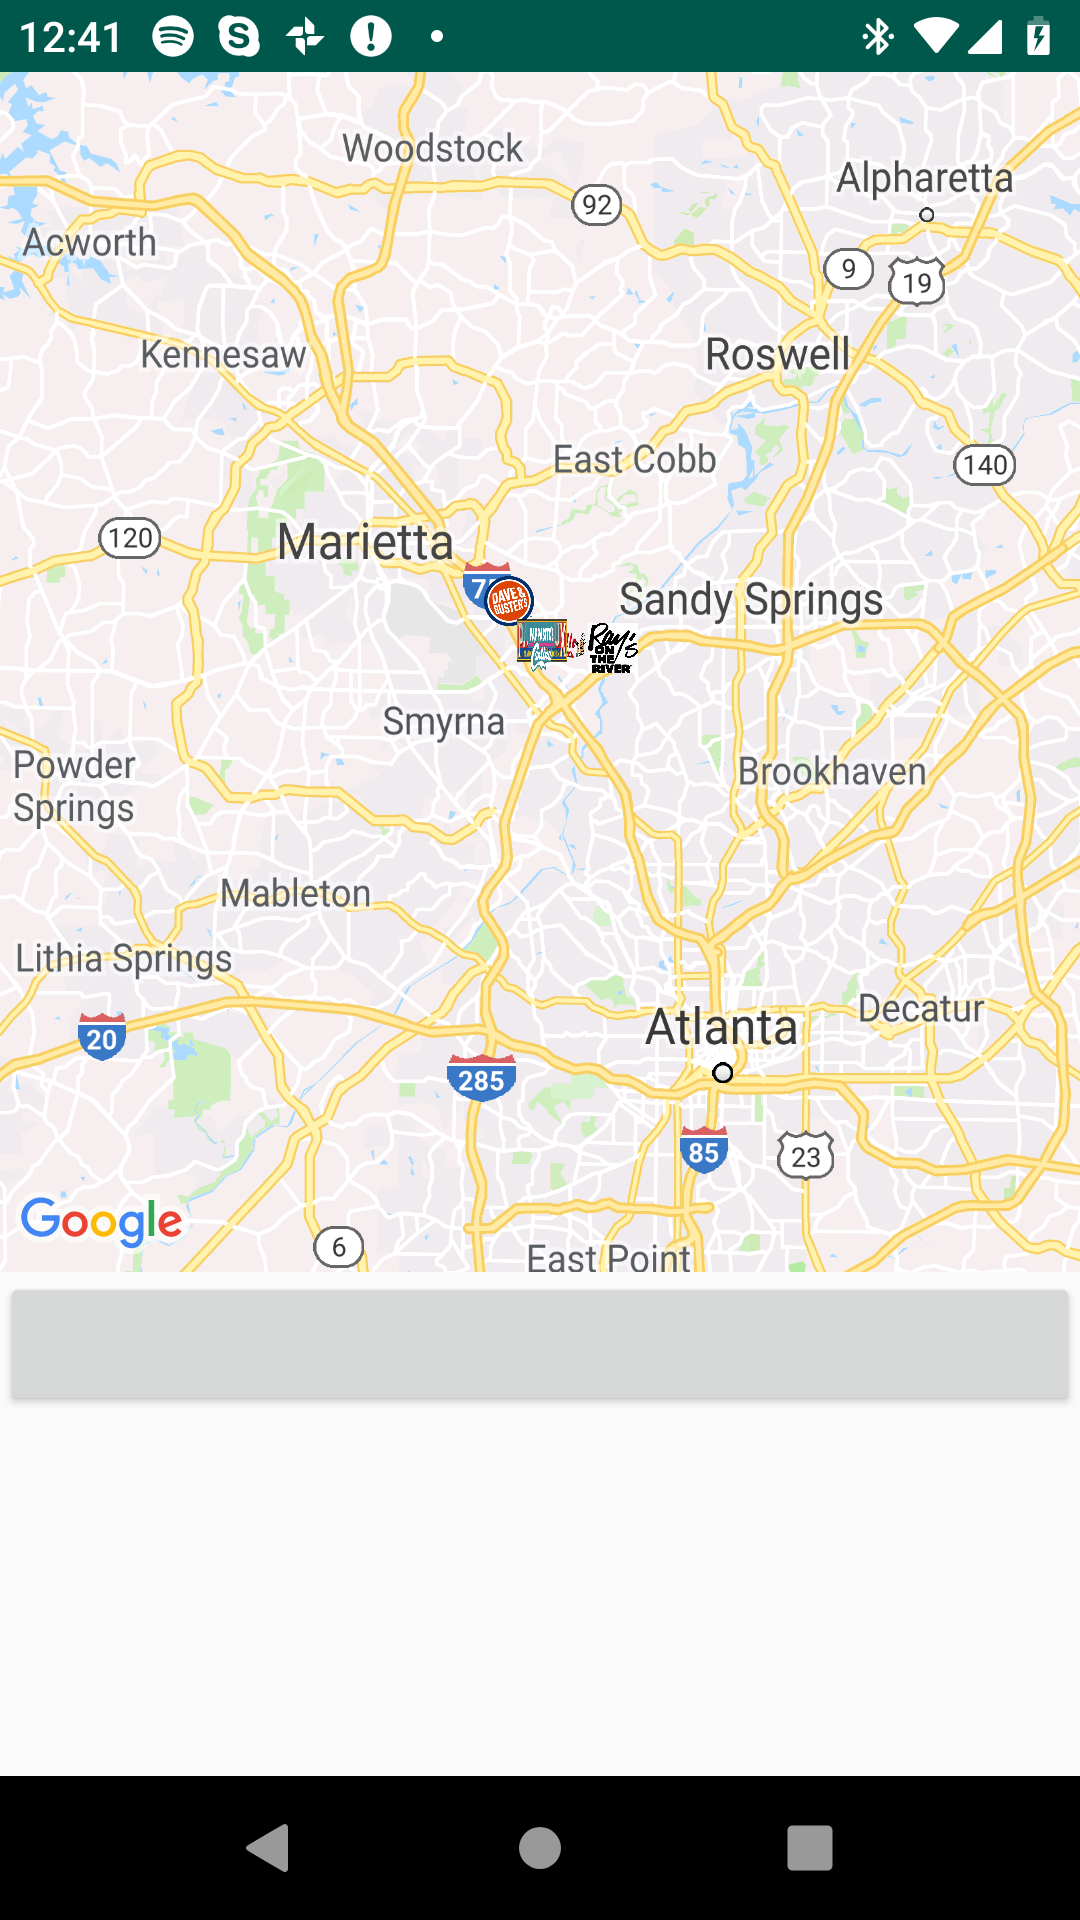 12:41
Woodstock
Alpharetta
92
Acworth
9
19
Kennesaw
Roswell
East Cobb
140
120
Marietta
DAVE &
BUSTER'S
Sandy Springs
Ray's
ON
THE
RIVER
Smyrna
Powder
Springs
Brookhaven
Mableton
Lithia Springs
Decatur
Atlanta
20
285
85
23
Google
6
East Point